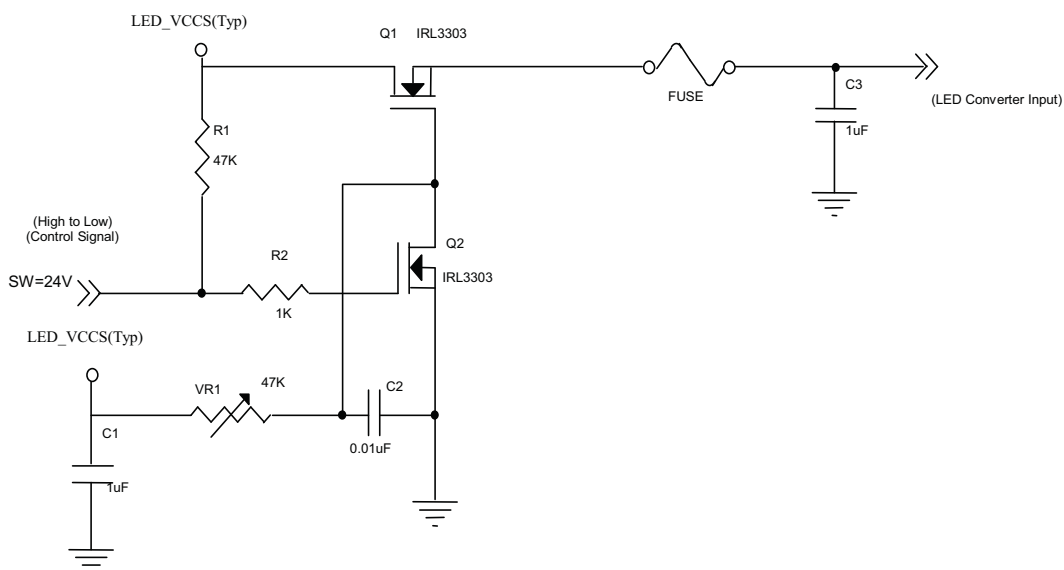 LED_VCCS(Typ)
Q1 IRL3303
FUSE
C3
(LED Converter Input)
1uF
R1
47K
(High to Low)
(Control Signal)
SW=24V
R2
1K
Q2
IRL3303
LED_VCCS(Typ)
VR1
47K
C2
0.01uF
C1
1uF